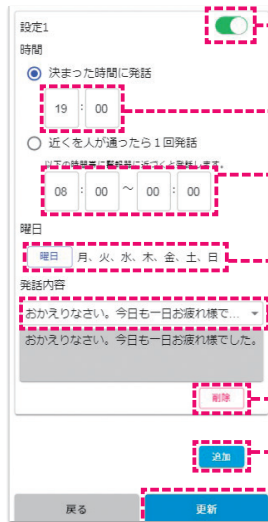 設定1
時間
決まった時間に発話
19 : 00
近くを人が通ったら１回発話
以下の時間帯に緊報間に近づくと発話します。
08 : 00 ～ 00 : 00
曜日
曜日 月、火、水、木、金、土、日
発話内容
おかえりなさい。今日も一日お疲れ様で...
おかえりなさい。今日も一日お疲れ様でした。
削除
追加
戻る 更新